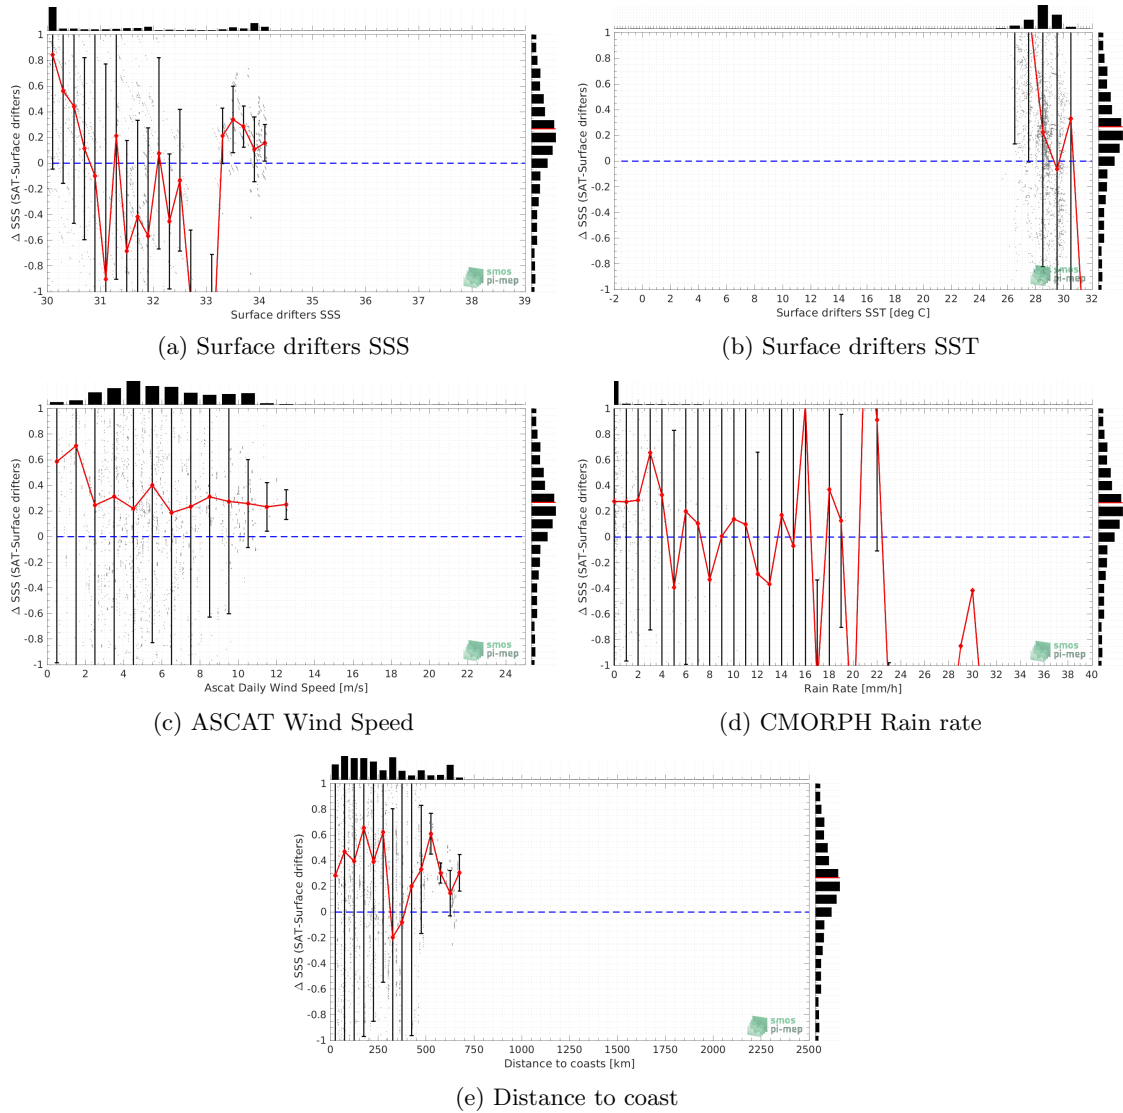 1
0.8
0.6
0.4
0.2
0
-0.2
-0.4
-0.6
-0.8
-1
Δ SSS (SAT-Surface drifters)
30 31 32 33 34 35 36 37 38 39
Surface drifters SSS
smos
pi-mep
(a) Surface drifters SSS
1
0.8
0.6
0.4
0.2
0
-0.2
-0.4
-0.6
-0.8
-1
Δ SSS (SAT-Surface drifters)
-2 0 2 4 6 8 10 12 14 16 18 20 22 24 26 28 30 32
Surface drifters SST [deg C]
smos
pi-mep
(b) Surface drifters SST
1
0.8
0.6
0.4
0.2
0
-0.2
-0.4
-0.6
-0.8
-1
Δ SSS (SAT-Surface drifters)
0 2 4 6 8 10 12 14 16 18 20 22 24
Ascat Daily Wind Speed [m/s]
smos
pi-mep
(c) ASCAT Wind Speed
1
0.8
0.6
0.4
0.2
0
-0.2
-0.4
-0.6
-0.8
-1
Δ SSS (SAT-Surface drifters)
0 2 4 6 8 10 12 14 16 18 20 22 24 26 28 30 32 34 36 38 40
Rain Rate [mm/h]
smos
pi-mep
(d) CMORPH Rain rate
1
0.8
0.6
0.4
0.2
0
-0.2
-0.4
-0.6
-0.8
-1
Δ SSS (SAT-Surface drifters)
0 250 500 750 1000 1250 1500 1750 2000 2250 2500
Distance to coasts [km]
smos
pi-mep
(e) Distance to coast